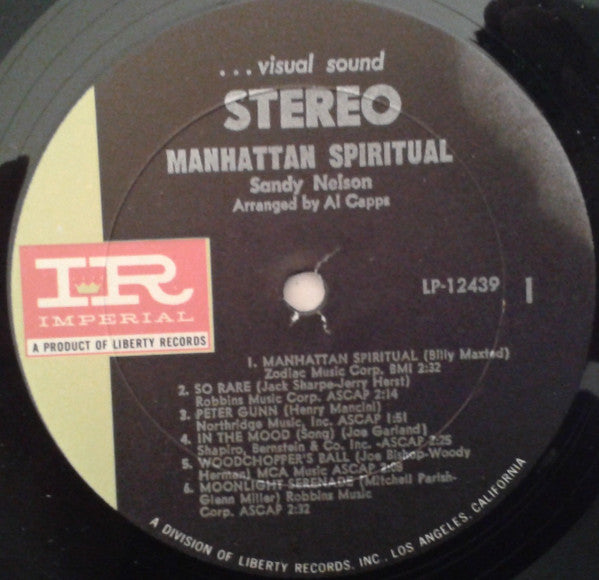 ...visual sound
STEREO
MANHATTAN SPIRITUAL
Sandy Nelson
Arranged by Al Capps
LP-12439 1
IR
IMPERIAL
A PRODUCT OF LIBERTY RECORDS
1. MANHATTAN SPIRITUAL (Billy Maxted)
Zodiac Music Corp. BMI 2:32
2. SO RARE (Jack Sharpe-Jerry Herst)
Robbins Music Corp. ASCAP 2:14
3. PETER GUNN (Henry Mancini)
Northridge Music, Inc. ASCAP 1:51
4. IN THE MOOD (Song) (Joe Garland)
Shapiro, Bernstein & Co. Inc. -ASCAP 2:25
5. WOODCHOPPER'S BALL (Joe Bishop-Woody
Herman) MCA Music ASCAP 2:08
6. MOONLIGHT SERENADE (Mitchell Parish-
Glenn Miller) Robbins Music
Corp. ASCAP 2:32
A DIVISION OF LIBERTY RECORDS, INC., LOS ANGELES, CALIFORNIA